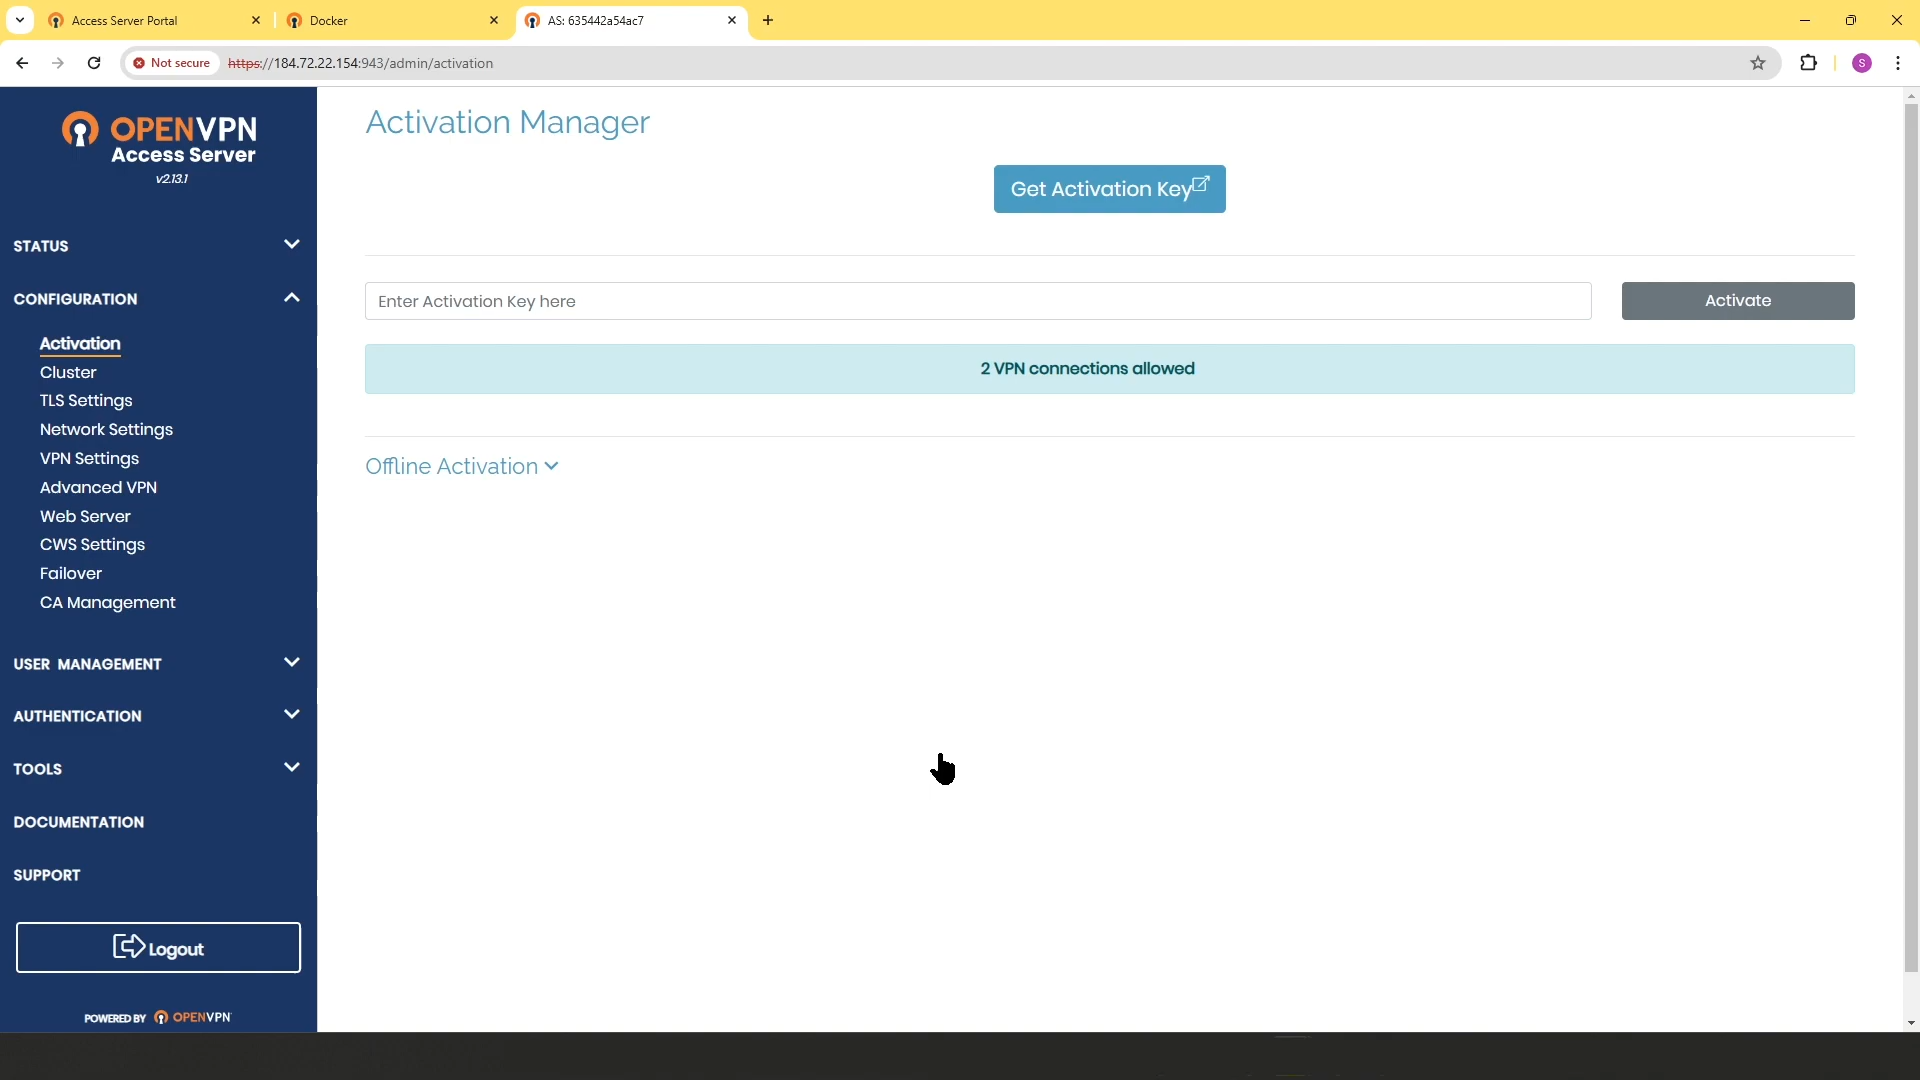 Access Server Portal
Docker
AS: 635442a54ac7
Not secure
https://184.72.22.154:943/admin/activation
S
OPENVPN
Access Server
v2.13.1
STATUS
CONFIGURATION
Activation
Cluster
TLS Settings
Network Settings
VPN Settings
Advanced VPN
Web Server
CWS Settings
Failover
CA Management
USER MANAGEMENT
AUTHENTICATION
TOOLS
DOCUMENTATION
SUPPORT
Logout
POWERED BY OPENVPN
Activation Manager
Get Activation Key
Enter Activation Key here
Activate
2 VPN connections allowed
Offline Activation